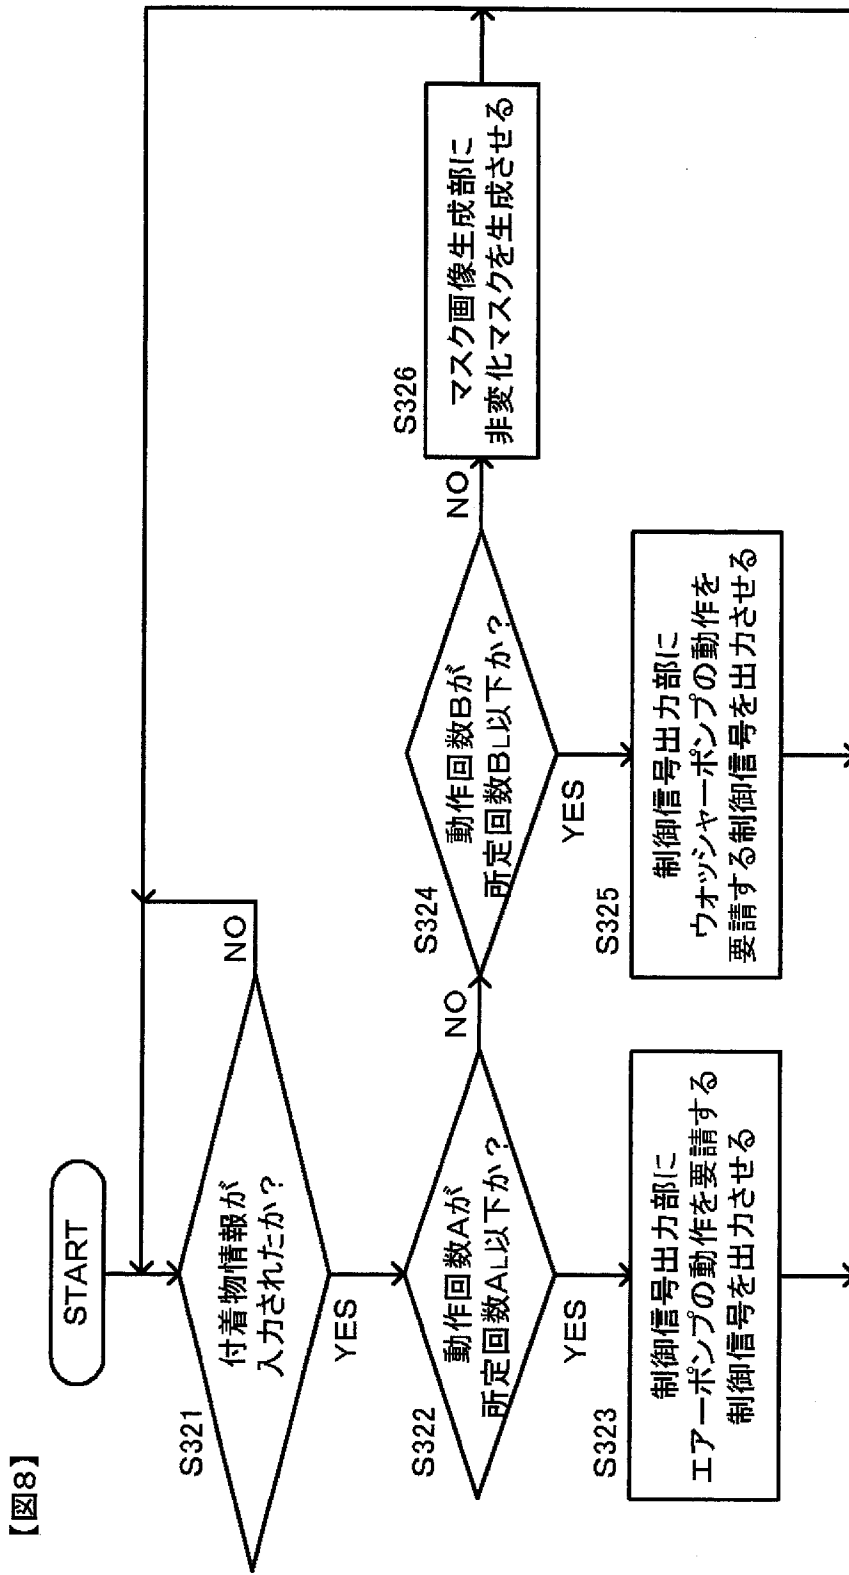 【図8】
START
S321
付着物情報が
入力されたか？
NO
YES
S322
動作回数Aが
所定回数AL以下か？
NO
YES
S323
制御信号出力部に
エアーポンプの動作を要請する
制御信号を出力させる
S324
動作回数Bが
所定回数BL以下か？
NO
YES
S325
制御信号出力部に
ウォッシャーポンプの動作を
要請する制御信号を出力させる
S326
マスク画像生成部に
非変化マスクを生成させる